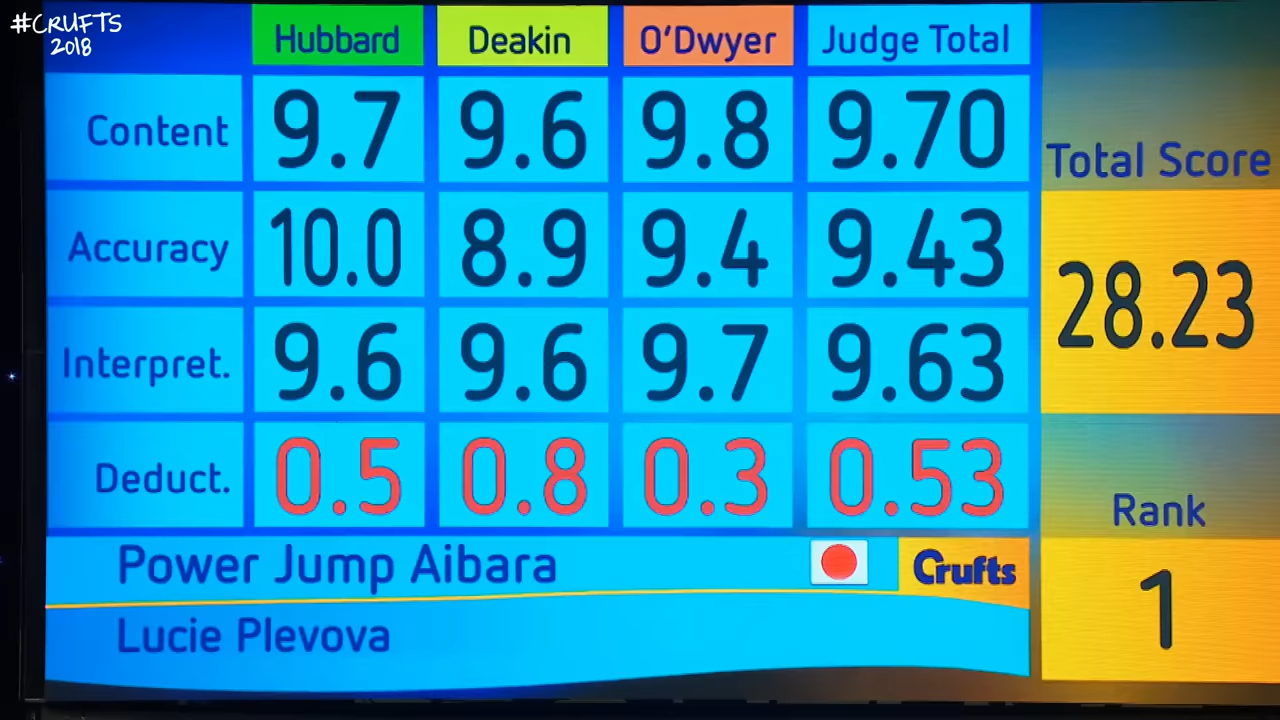 #CRUFTS
2018
Hubbard Deakin O'Dwyer Judge Total
Content 9.7 9.6 9.8 9.70
Total Score
Accuracy 10.0 8.9 9.4 9.43
28.23
Interpret. 9.6 9.6 9.7 9.63
Deduct. 0.5 0.8 0.3 0.53
Rank
1
Power Jump Aibara Crufts
Lucie Plevova